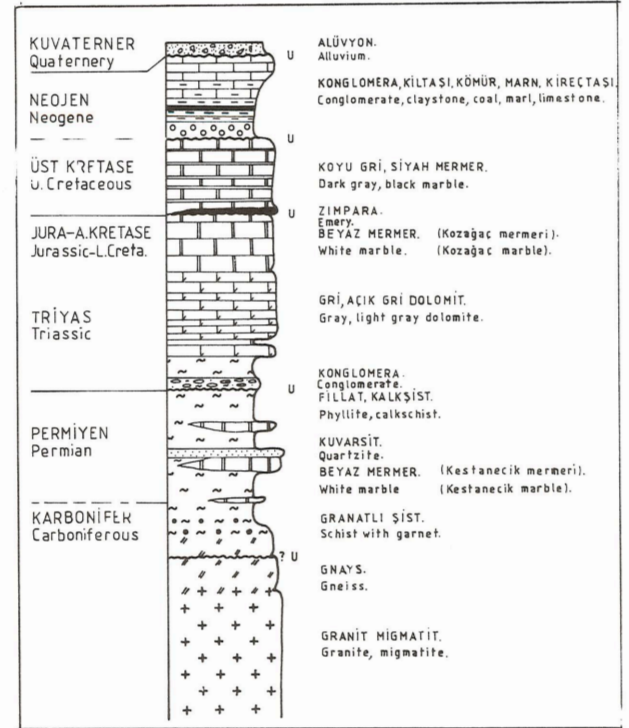 KUVATERNER
Quaternery
NEOJEN
Neogene
ÜST KRFTASE
u. Cretaceous
JURA-A.KRETASE
Jurassic-L.Creta.
TRİYAS
Triassic
PERMİYEN
Permian
KARBONİFER
Carboniferous
U
U
U
U
? U
ALÜVYON.
Alluvium.
KONGLOMERA, KİLTAŞI, KÖMÜR, MARN, KİREÇTAŞI.
Conglomerate, claystone, coal, marl, limestone.
KOYU GRİ, SİYAH MERMER.
Dark gray, black marble.
ZIMPARA.
Emery.
BEYAZ MERMER. (Kozağaç mermeri).
White marble. (Kozağaç marble).
GRİ, AÇIK GRİ DOLOMİT.
Gray, light gray dolomite.
KONGLOMERA.
Conglomerate.
FİLLAT, KALKŞİST.
Phyllite, calkschist.
KUVARSİT.
Quartzite.
BEYAZ MERMER. (Kestanecik mermeri).
White marble (Kestanecik marble).
GRANATLI ŞİST.
Schist with garnet.
GNAYS.
Gneiss.
GRANİT MİGMATİT.
Granite, migmatite.